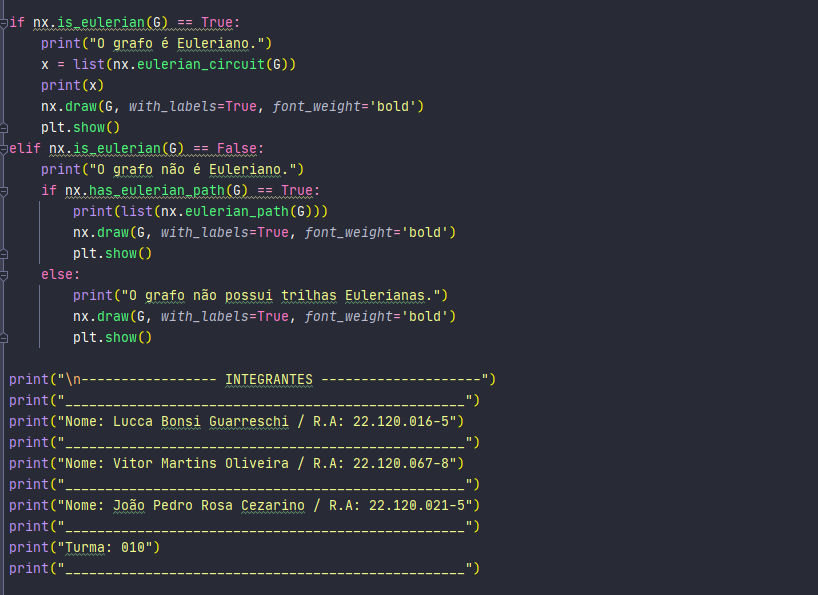 if nx.is_eulerian(G) == True:
    print("O grafo é Euleriano.")
    x = list(nx.eulerian_circuit(G))
    print(x)
    nx.draw(G, with_labels=True, font_weight='bold')
    plt.show()
elif nx.is_eulerian(G) == False:
    print("O grafo não é Euleriano.")
    if nx.has_eulerian_path(G) == True:
        print(list(nx.eulerian_path(G)))
        nx.draw(G, with_labels=True, font_weight='bold')
        plt.show()
    else:
        print("O grafo não possui trilhas Eulerianas.")
        nx.draw(G, with_labels=True, font_weight='bold')
        plt.show()

print("\n----------------- INTEGRANTES --------------------")
print("__________________________________________________")
print("Nome: Lucca Bonsi Guarreschi / R.A: 22.120.016-5")
print("__________________________________________________")
print("Nome: Vitor Martins Oliveira / R.A: 22.120.067-8")
print("__________________________________________________")
print("Nome: João Pedro Rosa Cezarino / R.A: 22.120.021-5")
print("__________________________________________________")
print("Turma: 010")
print("__________________________________________________")